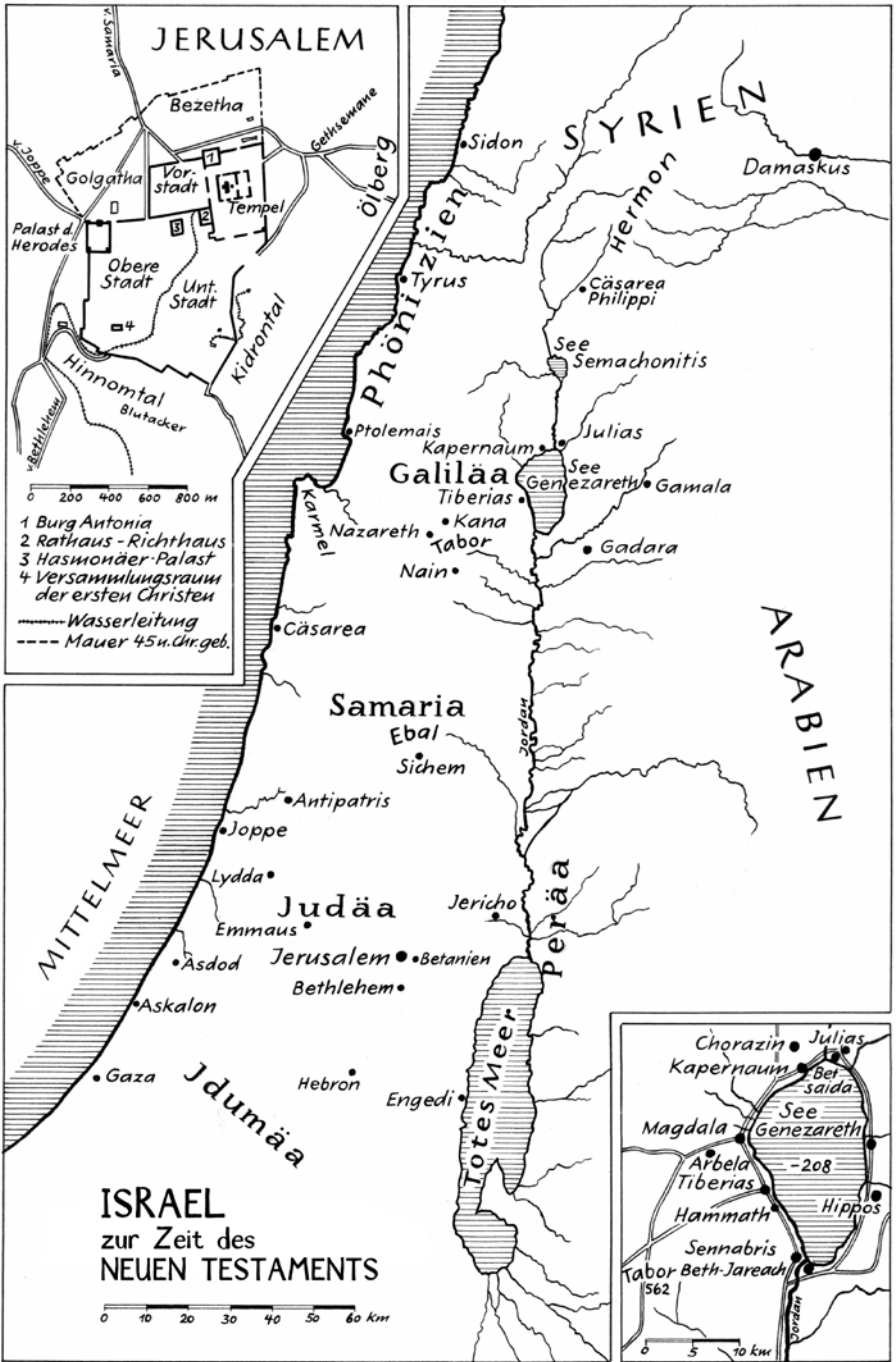 JERUSALEM
v. Samaria
Bezetha
v. Joppe
Golgatha
Vor-
stadt
1
Gethsemane
Ölberg
Tempel
2
3
Palast d.
Herodes
Obere
Stadt
Unt.
Stadt
4
Kidrontal
Hinnomtal
Blutacker
v. Bethlehem
0 200 400 600 800 m
1 Burg Antonia
2 Rathaus - Richthaus
3 Hasmonäer-Palast
4 Versammlungsraum
der ersten Christen
Wasserleitung
Mauer 45 n. Chr. geb.
SYRIEN
Sidon
Damaskus
Hermon
Phönizien
Tyrus
Cäsarea
Philippi
See
Semachonitis
Ptolemais
Kapernaum
Julias
Galiläa
See
Genezareth
Gamala
Tiberias
Karmel
Kana
Nazareth
Tabor
Gadara
Nain
ARABIEN
Cäsarea
Samaria
Ebal
Sichem
Jordan
Antipatris
Joppe
MITTELMEER
Lydda
Judäa
Jericho
Peräa
Emmaus
Jerusalem
Betanien
Asdod
Bethlehem
Askalon
Totes Meer
Gaza
Hebron
Engedi
Jdumäa
ISRAEL
zur Zeit des
NEUEN TESTAMENTS
0 10 20 30 40 50 60 km
Chorazin
Julias
Kapernaum
Bet
saida
See
Genezareth
Magdala
-208
Arbela
Tiberias
Hippos
Hammath
Sennabris
Tabor
562
Beth-Jareach
Jordan
0 5 10 km